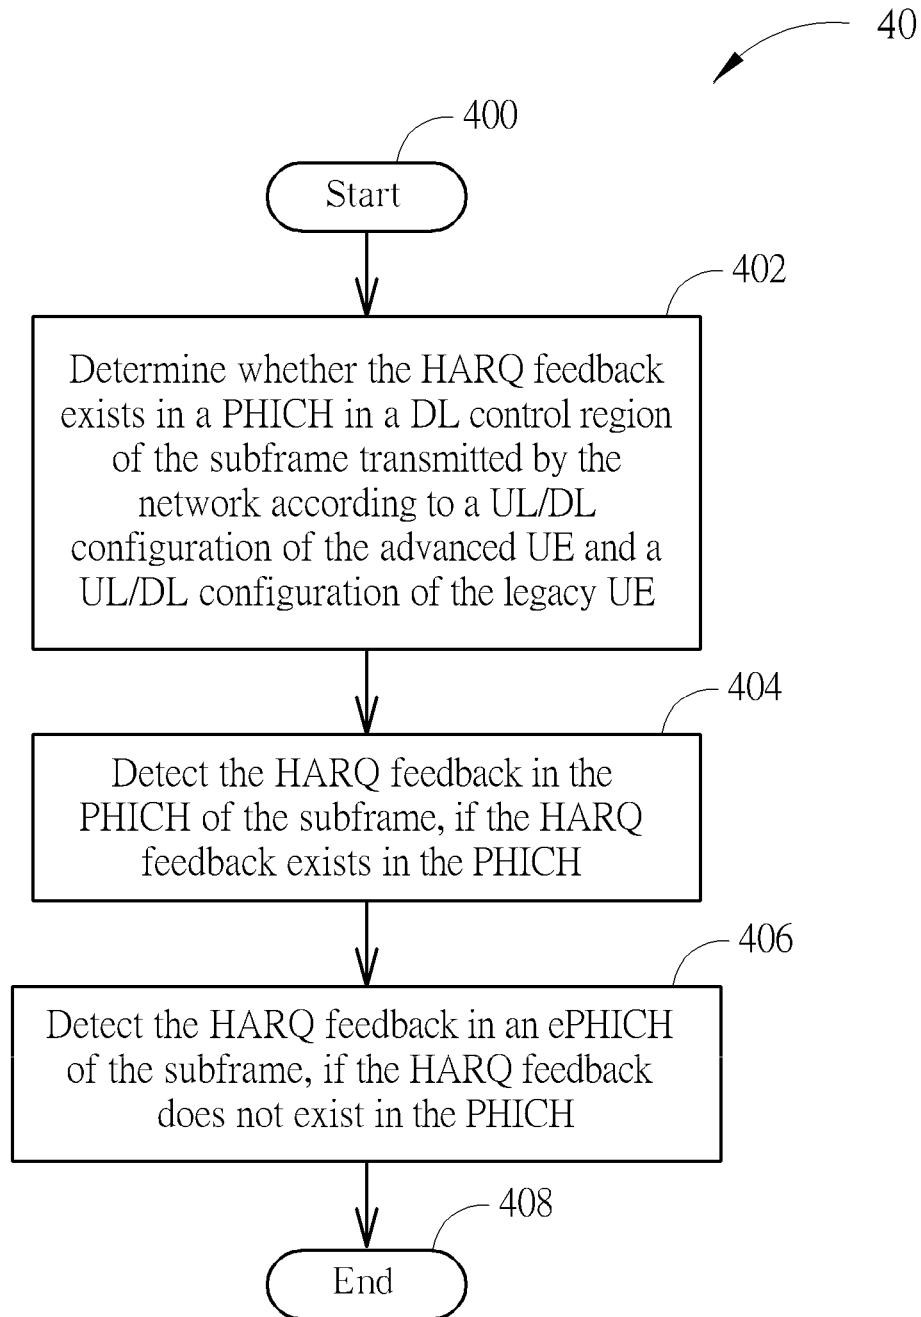 40
400
Start
402
Determine whether the HARQ feedback
exists in a PHICH in a DL control region
of the subframe transmitted by the
network according to a UL/DL
configuration of the advanced UE and a
UL/DL configuration of the legacy UE
404
Detect the HARQ feedback in the
PHICH of the subframe, if the HARQ
feedback exists in the PHICH
406
Detect the HARQ feedback in an ePHICH
of the subframe, if the HARQ feedback
does not exist in the PHICH
408
End